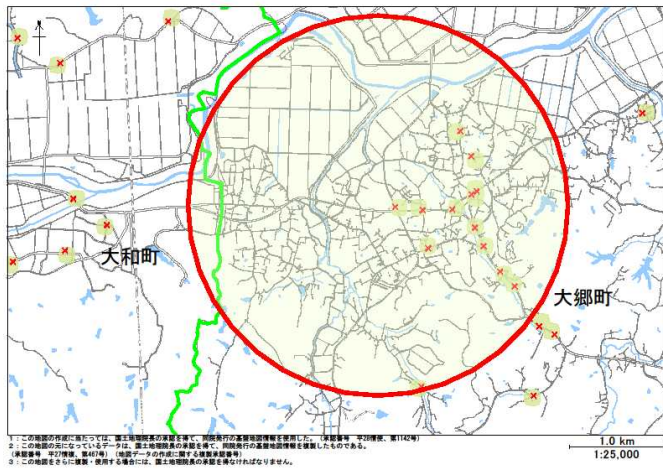 大和町
大郷町
1：この地図の作成に当たっては、国土地理院長の承認を得て、同院発行の基盤地図情報を使用した。（承認番号　平28情使、第1142号）
2：この地図の元になっているデータは、国土地理院長の承認を得て、同院発行の基盤地図情報を複製したものである。
（承認番号　平27情複、第467号）（地図データの作成に関する複製承認番号）
3：この地図をさらに複製・使用する場合には、国土地理院長の承認を得なければなりません。
1.0 km
1:25,000